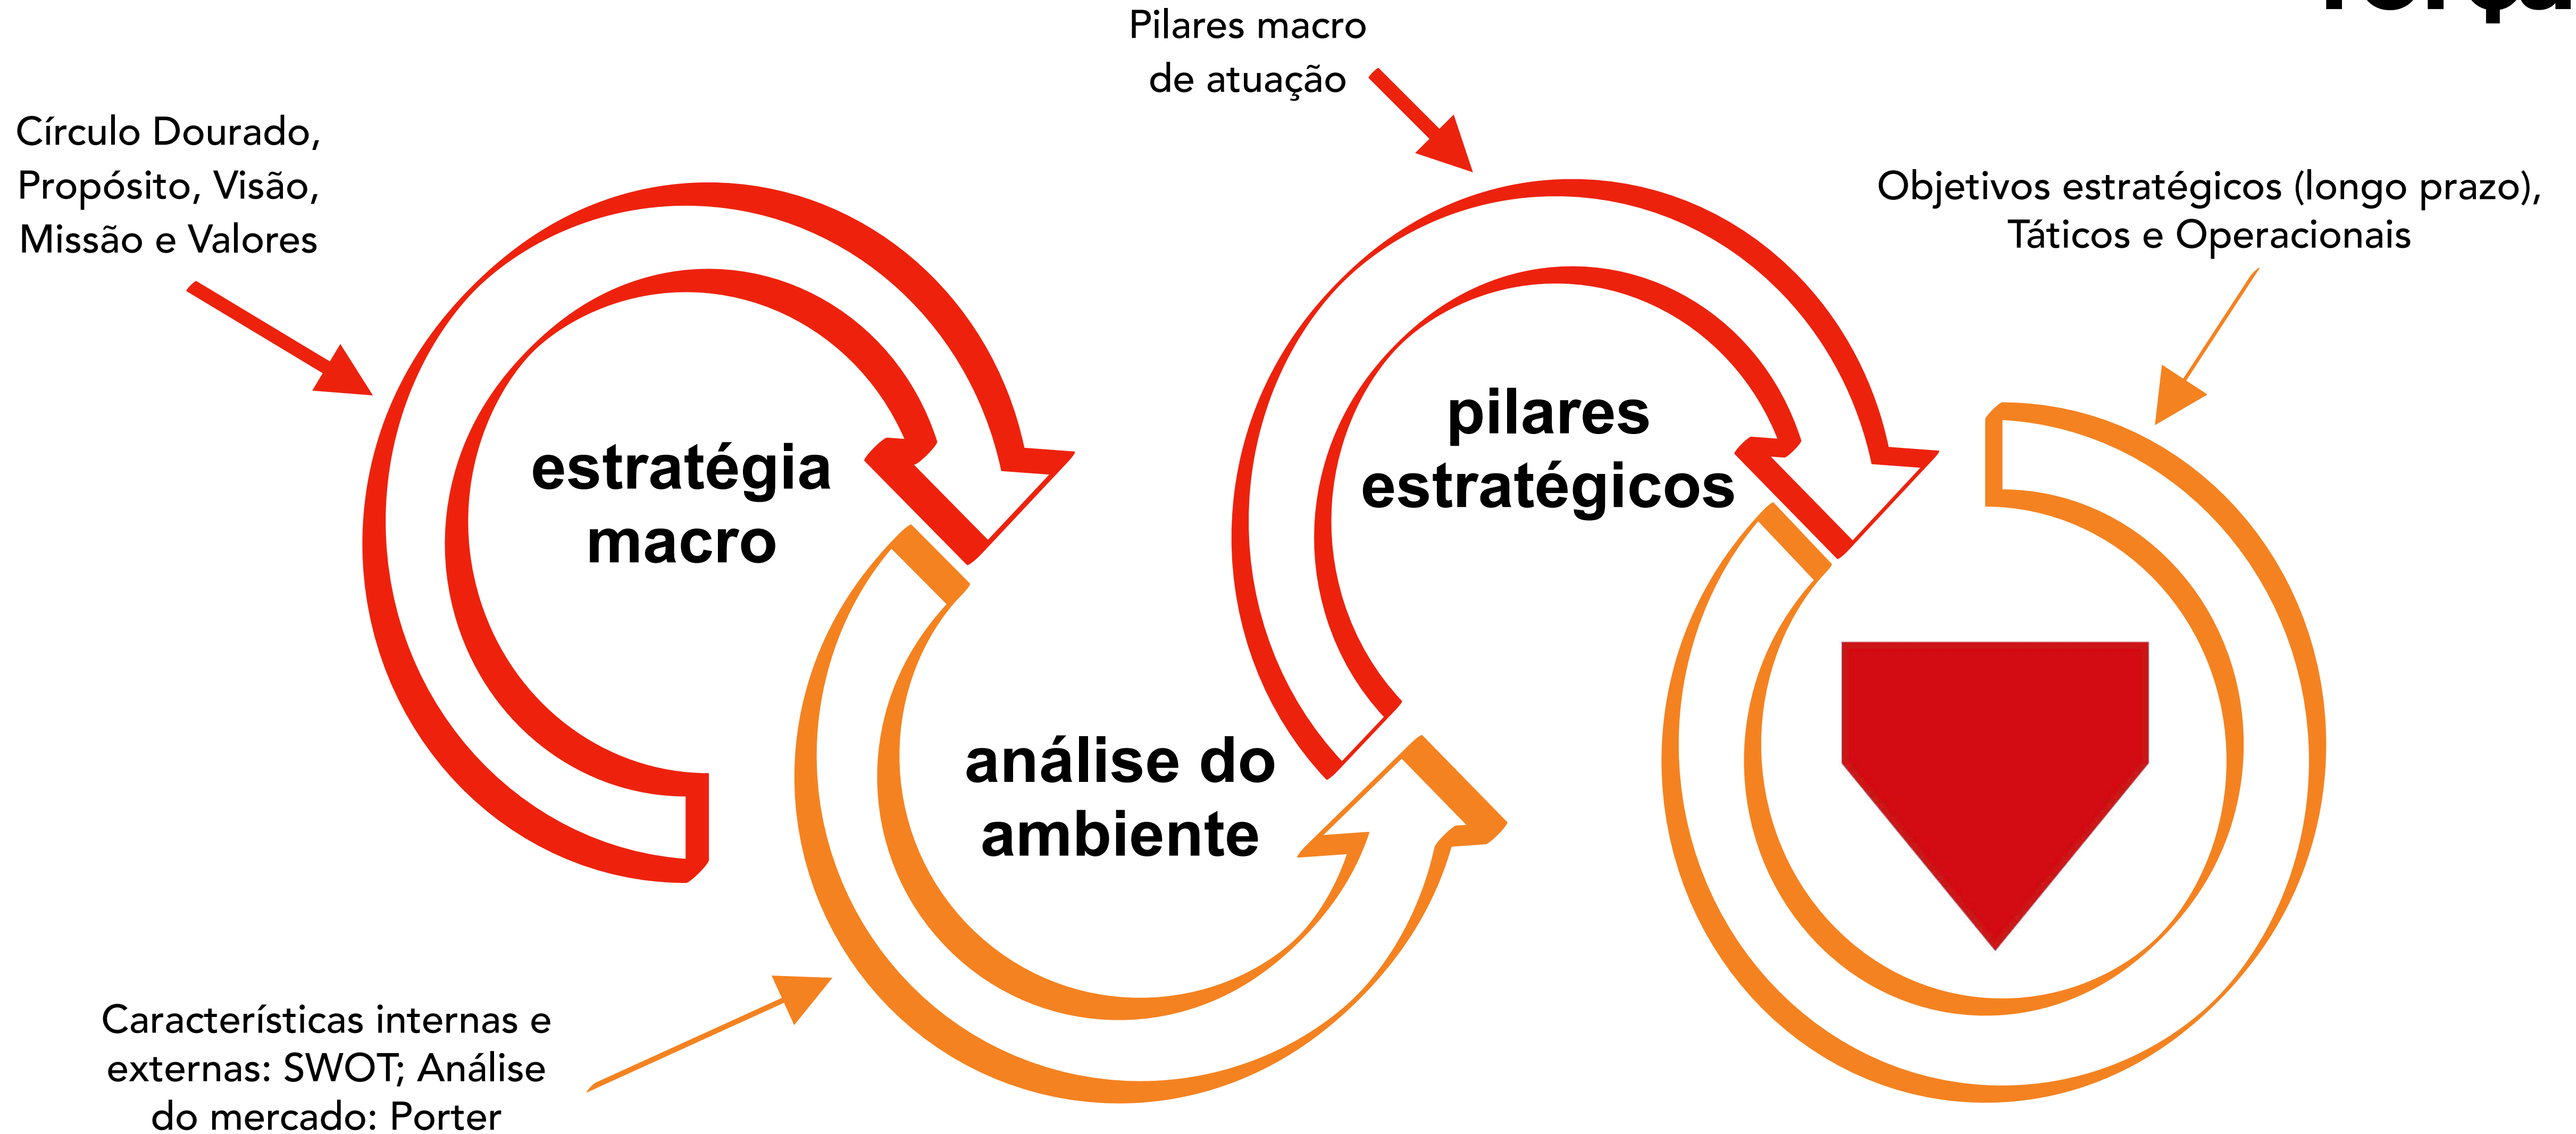 Pilares macro
de atuação
Círculo Dourado,
Propósito, Visão,
Missão e Valores
Objetivos estratégicos (longo prazo),
Táticos e Operacionais
estratégia
macro
pilares
estratégicos
análise do
ambiente
Características internas e
externas: SWOT; Análise
do mercado: Porter